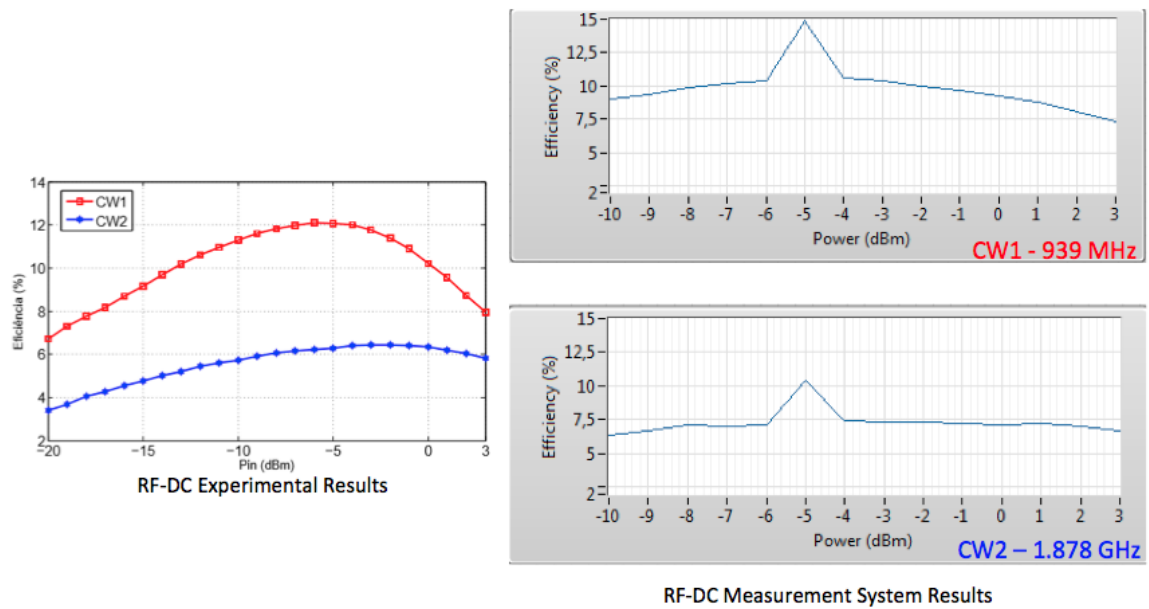 14
12
10
8
6
4
2
Eficiência (%)
CW1
CW2
−20
−15
−10
−5
0
3
Pin (dBm)
RF-DC Experimental Results
15
12,5
10
7,5
5
2
Efficiency (%)
-10 -9 -8 -7 -6 -5 -4 -3 -2 -1 0 1 2 3
Power (dBm)
CW1 - 939 MHz
15
12,5
10
7,5
5
2
Efficiency (%)
-10 -9 -8 -7 -6 -5 -4 -3 -2 -1 0 1 2 3
Power (dBm)
CW2 – 1.878 GHz
RF-DC Measurement System Results